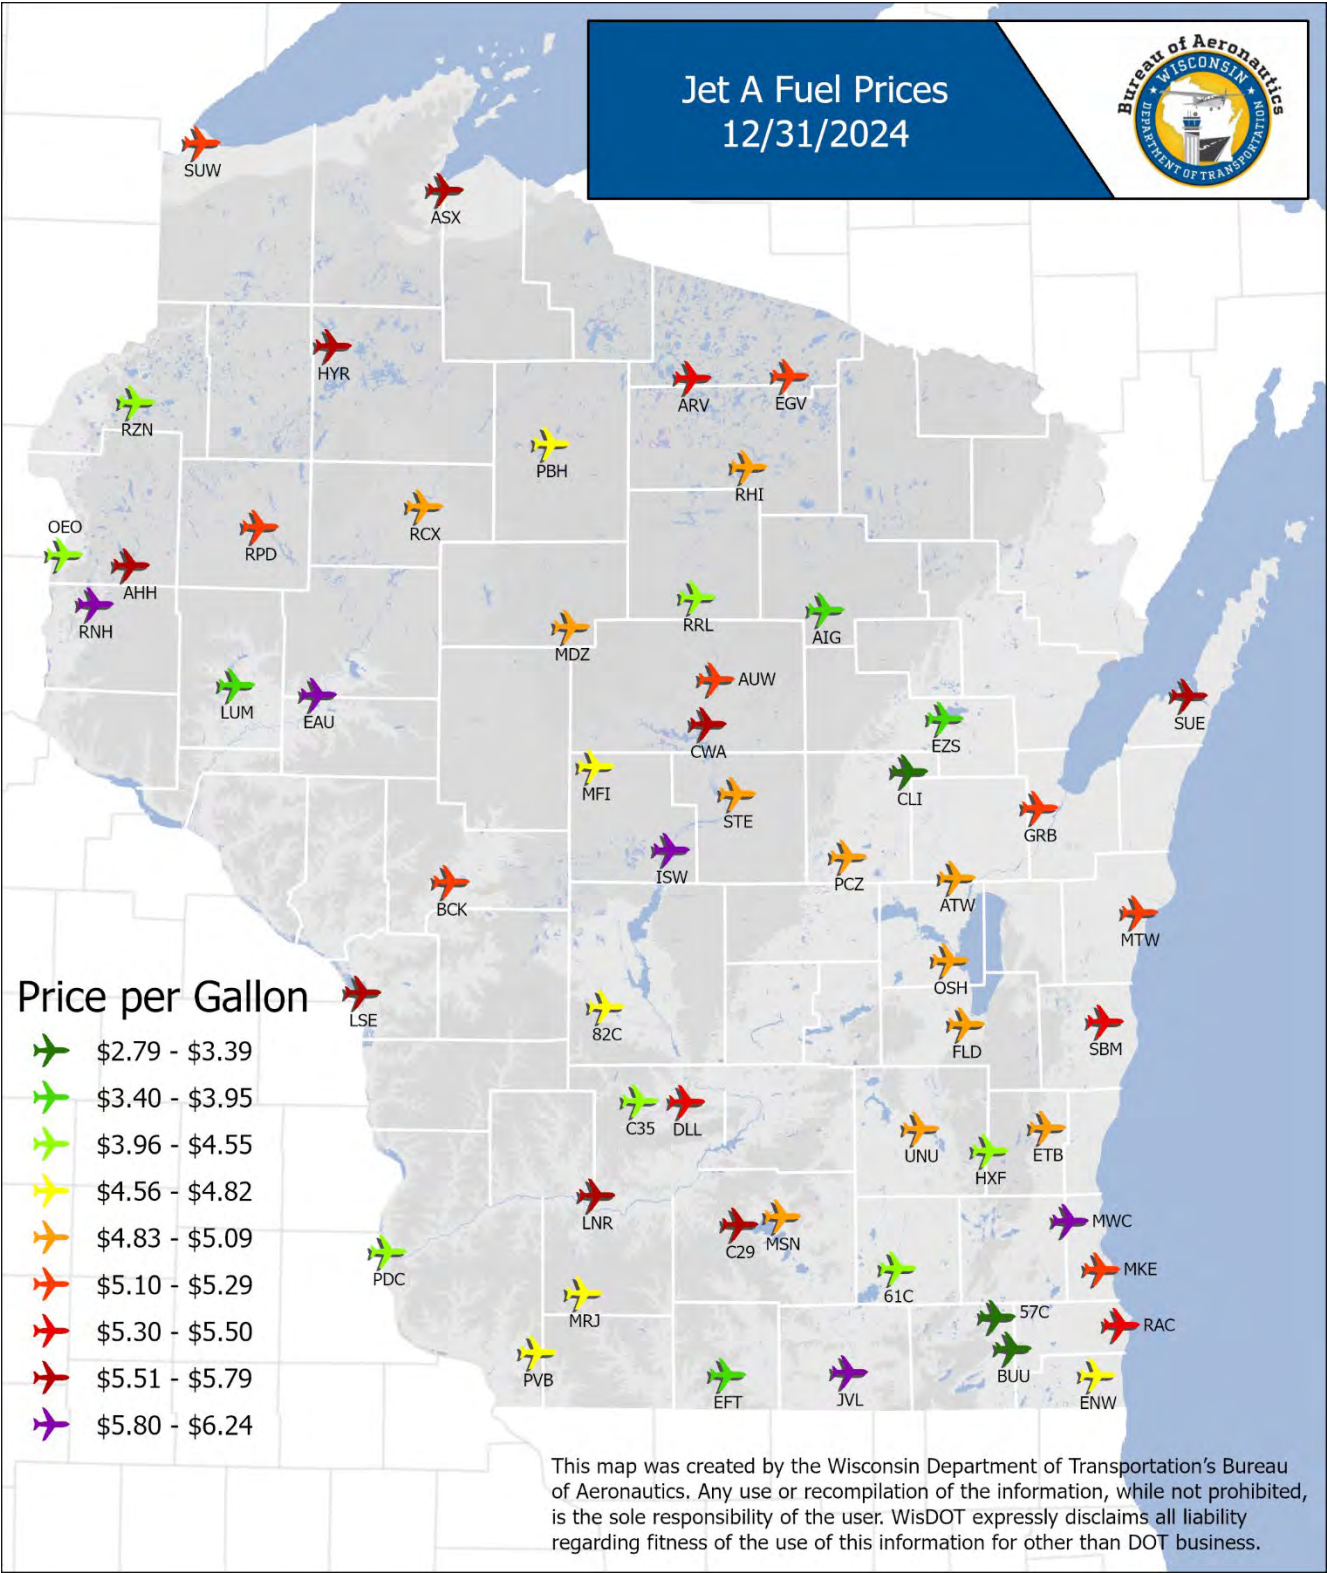 Jet A Fuel Prices
12/31/2024
Bureau of Aeronautics
WISCONSIN
DEPARTMENT OF TRANSPORTATION
SUW
ASX
HYR
ARV
EGV
RZN
PBH
RHI
OEO
RPD
RCX
AHH
RNH
RRL
AIG
MDZ
AUW
LUM
EAU
SUE
CWA
EZS
MFI
CLI
STE
GRB
ISW
PCZ
ATW
BCK
MTW
OSH
LSE
82C
FLD
SBM
C35
DLL
UNU
ETB
HXF
LNR
C29
MSN
MWC
PDC
MKE
61C
MRJ
57C
RAC
PVB
BUU
EFT
JVL
ENW
Price per Gallon
$2.79 - $3.39
$3.40 - $3.95
$3.96 - $4.55
$4.56 - $4.82
$4.83 - $5.09
$5.10 - $5.29
$5.30 - $5.50
$5.51 - $5.79
$5.80 - $6.24
This map was created by the Wisconsin Department of Transportation's Bureau
of Aeronautics. Any use or recompilation of the information, while not prohibited,
is the sole responsibility of the user. WisDOT expressly disclaims all liability
regarding fitness of the use of this information for other than DOT business.